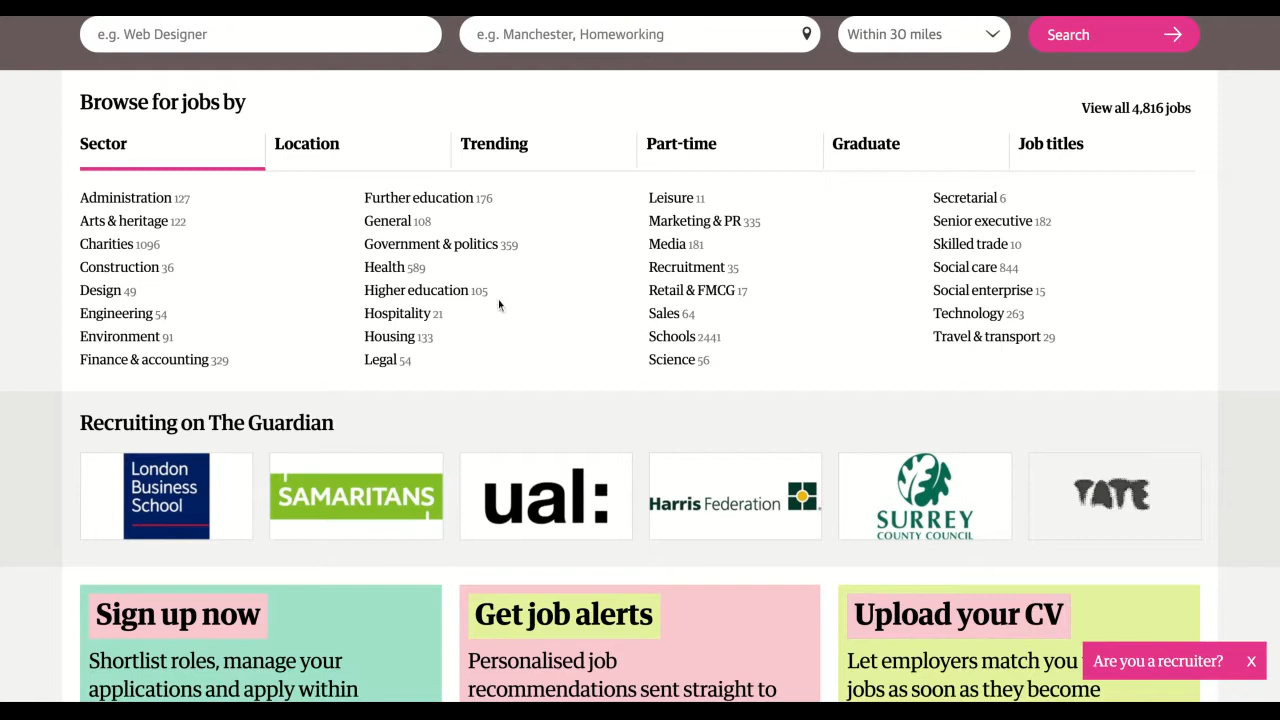 e.g. Web Designer
e.g. Manchester, Homeworking
Within 30 miles
Search
Browse for jobs by
View all 4,816 jobs
Sector
Location
Trending
Part-time
Graduate
Job titles
Administration 127
Arts & heritage 122
Charities 1096
Construction 36
Design 49
Engineering 54
Environment 91
Finance & accounting 329
Further education 176
General 108
Government & politics 359
Health 589
Higher education 105
Hospitality 21
Housing 133
Legal 54
Leisure 11
Marketing & PR 335
Media 181
Recruitment 35
Retail & FMCG 17
Sales 64
Schools 2441
Science 56
Secretarial 6
Senior executive 182
Skilled trade 10
Social care 844
Social enterprise 15
Technology 263
Travel & transport 29
Recruiting on The Guardian
London
Business
School
SAMARITANS
ual:
Harris Federation
SURREY
COUNTY COUNCIL
TATE
Sign up now
Shortlist roles, manage your
applications and apply within
Get job alerts
Personalised job
recommendations sent straight to
Upload your CV
Let employers match you
jobs as soon as they become
Are you a recruiter? X